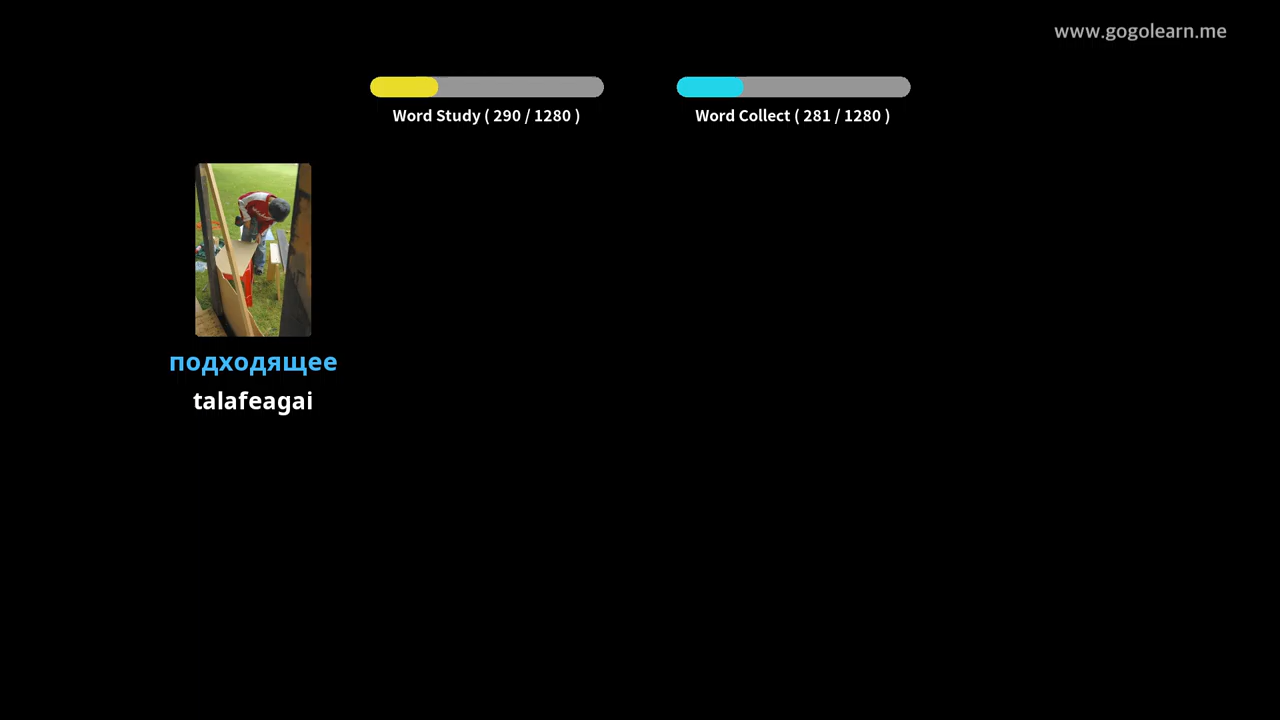 www.gogolearn.me
Word Study ( 290 / 1280 )
Word Collect ( 281 / 1280 )
подходящее
talafeagai